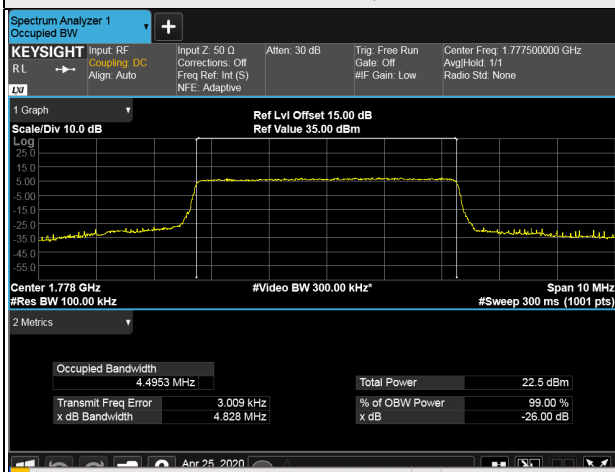 Spectrum Analyzer 1
Occupied BW
KEYSIGHT
R L
LXI
Input: RF
Coupling: DC
Align: Auto
Input Z: 50 Ω
Corrections: Off
Freq Ref: Int (S)
NFE: Adaptive
Atten: 30 dB
Trig: Free Run
Gate: Off
#IF Gain: Low
Center Freq: 1.777500000 GHz
Avg|Hold: 1/1
Radio Std: None
1 Graph
Scale/Div 10.0 dB
Ref Lvl Offset 15.00 dB
Ref Value 35.00 dBm
Log
25.0
15.0
5.00
-5.00
-15.0
-25.0
-35.0
-45.0
-55.0
Center 1.778 GHz
#Res BW 100.00 kHz
#Video BW 300.00 kHz*
Span 10 MHz
#Sweep 300 ms (1001 pts)
2 Metrics
Occupied Bandwidth
4.4953 MHz
Total Power 22.5 dBm
Transmit Freq Error 3.009 kHz
% of OBW Power 99.00 %
x dB Bandwidth 4.828 MHz
x dB -26.00 dB
Apr 25, 2020